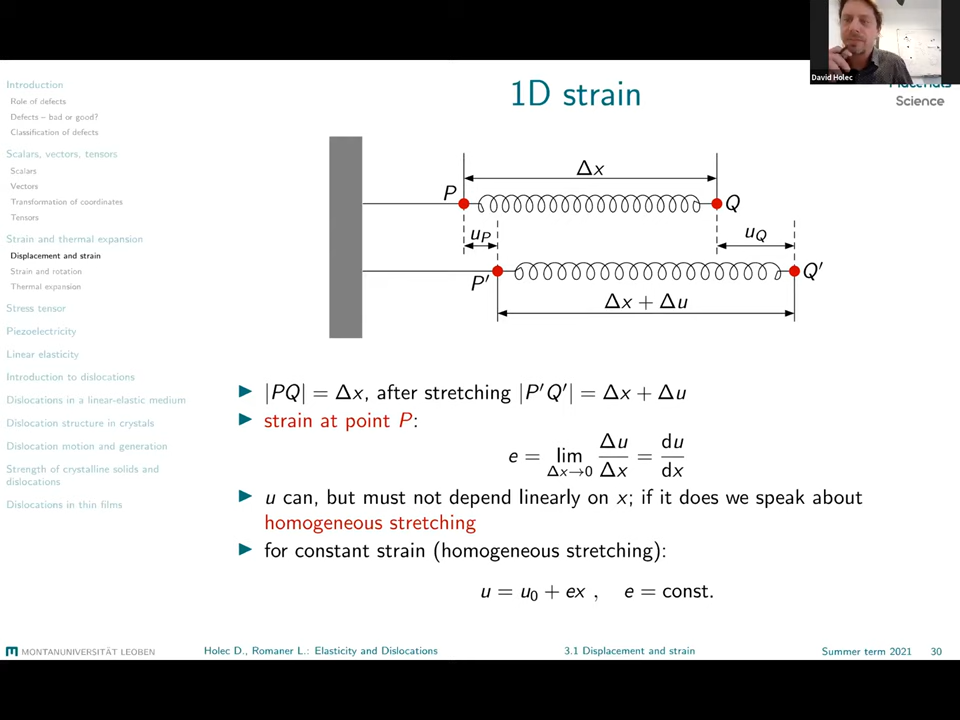 David Holec
Materials
Science
Introduction
Role of defects
Defects – bad or good?
Classification of defects
Scalars, vectors, tensors
Scalars
Vectors
Transformation of coordinates
Tensors
Strain and thermal expansion
Displacement and strain
Strain and rotation
Thermal expansion
Stress tensor
Piezoelectricity
Linear elasticity
Introduction to dislocations
Dislocations in a linear-elastic medium
Dislocation structure in crystals
Dislocation motion and generation
Strength of crystalline solids and
dislocations
Dislocations in thin films
1D strain
Δx
P
Q
u_P
u_Q
P′
Q′
Δx + Δu
▶ |PQ| = Δx, after stretching |P′Q′| = Δx + Δu
▶ strain at point P:
e = lim_{Δx→0} Δu/Δx = du/dx
▶ u can, but must not depend linearly on x; if it does we speak about
homogeneous stretching
▶ for constant strain (homogeneous stretching):
u = u₀ + ex , e = const.
MONTANUNIVERSITÄT LEOBEN
Holec D., Romaner L.: Elasticity and Dislocations
3.1 Displacement and strain
Summer term 2021 30